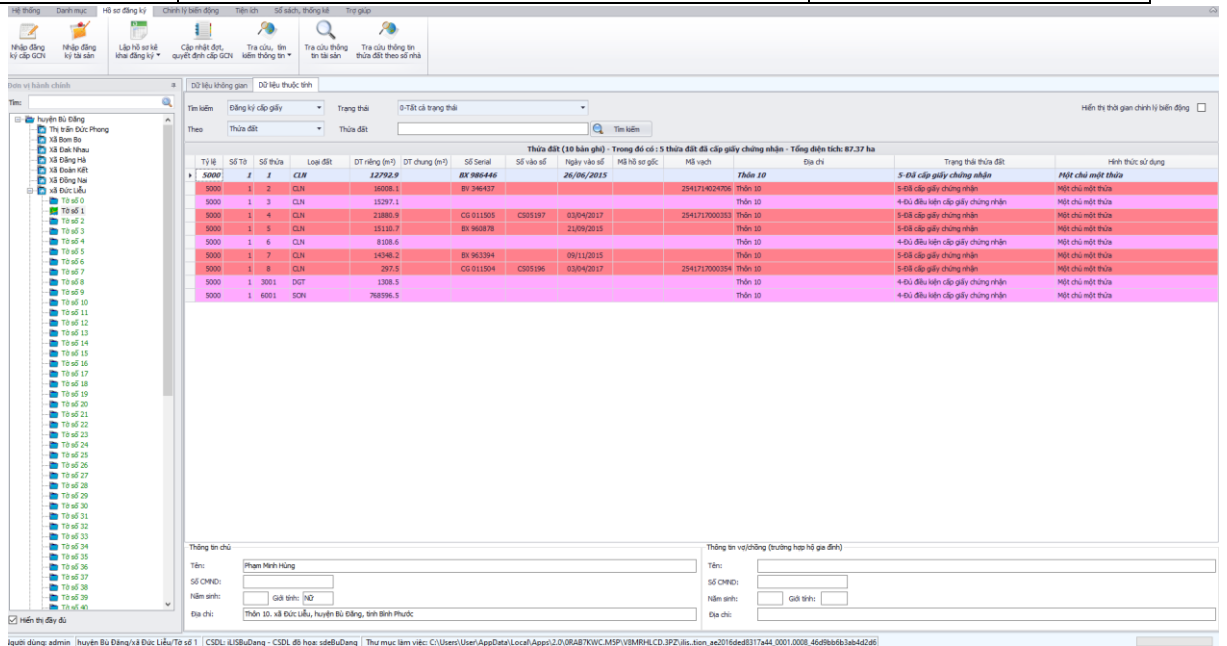 Hệ thống Danh mục Hồ sơ đăng ký Chỉnh lý biến động Tiện ích Sổ sách, thống kê Trợ giúp
Nhập đăng ký cấp GCN
Nhập đăng ký tài sản
Lập hồ sơ kê khai đăng ký
Cập nhật đợt, quyết định cấp GCN
Tra cứu, tìm kiếm thông tin
Tra cứu thông tin tài sản
Tra cứu thông tin thửa đất theo số nhà
Đơn vị hành chính
Tìm:
huyện Bù Đăng
Thị trấn Đức Phong
Xã Bom Bo
Xã Đak Nhau
Xã Đăng Hà
Xã Đoàn Kết
Xã Đồng Nai
xã Đức Liễu
Tờ số 0
Tờ số 1
Tờ số 2
Tờ số 3
Tờ số 4
Tờ số 5
Tờ số 6
Tờ số 7
Tờ số 8
Tờ số 9
Tờ số 10
Tờ số 11
Tờ số 12
Tờ số 13
Tờ số 14
Tờ số 15
Tờ số 16
Tờ số 17
Tờ số 18
Tờ số 19
Tờ số 20
Tờ số 21
Tờ số 22
Tờ số 23
Tờ số 24
Tờ số 25
Tờ số 26
Tờ số 27
Tờ số 28
Tờ số 29
Tờ số 30
Tờ số 31
Tờ số 32
Tờ số 33
Tờ số 34
Tờ số 35
Tờ số 36
Tờ số 37
Tờ số 38
Tờ số 39
Tờ số 40
Hiển thị đầy đủ
Dữ liệu không gian Dữ liệu thuộc tính
Tìm kiếm Đăng ký cấp giấy Trạng thái 0-Tất cả trạng thái Hiển thị thời gian chỉnh lý biến động
Theo Thửa đất Thửa đất Tìm kiếm
Thửa đất (10 bản ghi) - Trong đó có : 5 thửa đất đã cấp giấy chứng nhận - Tổng diện tích: 87.37 ha
Tỷ lệ Số Tờ Số thửa Loại đất DT riêng (m²) DT chung (m²) Số Serial Số vào sổ Ngày vào sổ Mã hồ sơ gốc Mã vạch Địa chỉ Trạng thái thửa đất Hình thức sử dụng
5000 1 1 CLN 12792.9 BX 986446 26/06/2015 Thôn 10 5-Đã cấp giấy chứng nhận Một chủ một thửa
5000 1 2 CLN 16008.1 BV 346437 2541714024706 Thôn 10 5-Đã cấp giấy chứng nhận Một chủ một thửa
5000 1 3 CLN 15297.1 Thôn 10 4-Đủ điều kiện cấp giấy chứng nhận Một chủ một thửa
5000 1 4 CLN 21880.9 CG 011505 CS05197 03/04/2017 2541717000353 Thôn 10 5-Đã cấp giấy chứng nhận Một chủ một thửa
5000 1 5 CLN 15110.7 BX 960878 21/09/2015 Thôn 10 5-Đã cấp giấy chứng nhận Một chủ một thửa
5000 1 6 CLN 8108.6 Thôn 10 4-Đủ điều kiện cấp giấy chứng nhận Một chủ một thửa
5000 1 7 CLN 14348.2 BX 963394 09/11/2015 Thôn 10 5-Đã cấp giấy chứng nhận Một chủ một thửa
5000 1 8 CLN 297.5 CG 011504 CS05196 03/04/2017 2541717000354 Thôn 10 5-Đã cấp giấy chứng nhận Một chủ một thửa
5000 1 3001 DGT 1308.5 Thôn 10 4-Đủ điều kiện cấp giấy chứng nhận Một chủ một thửa
5000 1 6001 SON 768596.5 Thôn 10 4-Đủ điều kiện cấp giấy chứng nhận Một chủ một thửa
Thông tin chủ
Tên: Phạm Minh Hùng
Số CMND:
Năm sinh: Giới tính: Nữ
Địa chỉ: Thôn 10. xã Đức Liễu, huyện Bù Đăng, tỉnh Bình Phước
Thông tin vợ/chồng (trường hợp hộ gia đình)
Tên:
Số CMND:
Năm sinh: Giới tính:
Địa chỉ:
Người dùng: admin huyện Bù Đăng/xã Đức Liễu/Tờ số 1 CSDL: iLISBuDang - CSDL đồ họa: sdeBuDang Thư mục làm việc: C:\Users\User\AppData\Local\Apps\2.0\0RAB7KWC.M5P\V8MRHLCD.3PZ\ilis..tion_ae2016ded8317a44_0001.0008_46d9bb6b3ab4d2d6